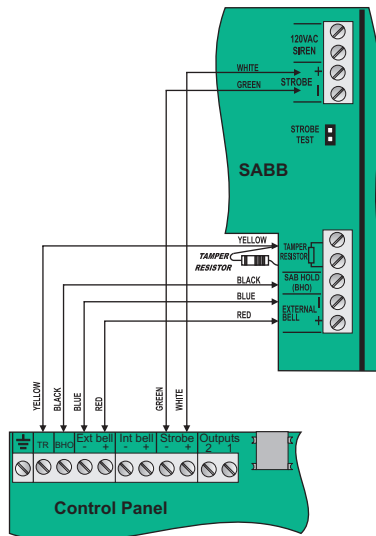 120VAC
SIREN
WHITE
+
STROBE
GREEN
-
STROBE
TEST
SABB
YELLOW
TAMPER
RESISTOR
TAMPER
RESISTOR
BLACK
SAB HOLD
(BHO)
BLUE
-
EXTERNAL
BELL
RED
+
YELLOW
BLACK
BLUE
RED
GREEN
WHITE
TR BHO Ext bell Int bell Strobe Outputs
- + - + - + 2 1
Control Panel